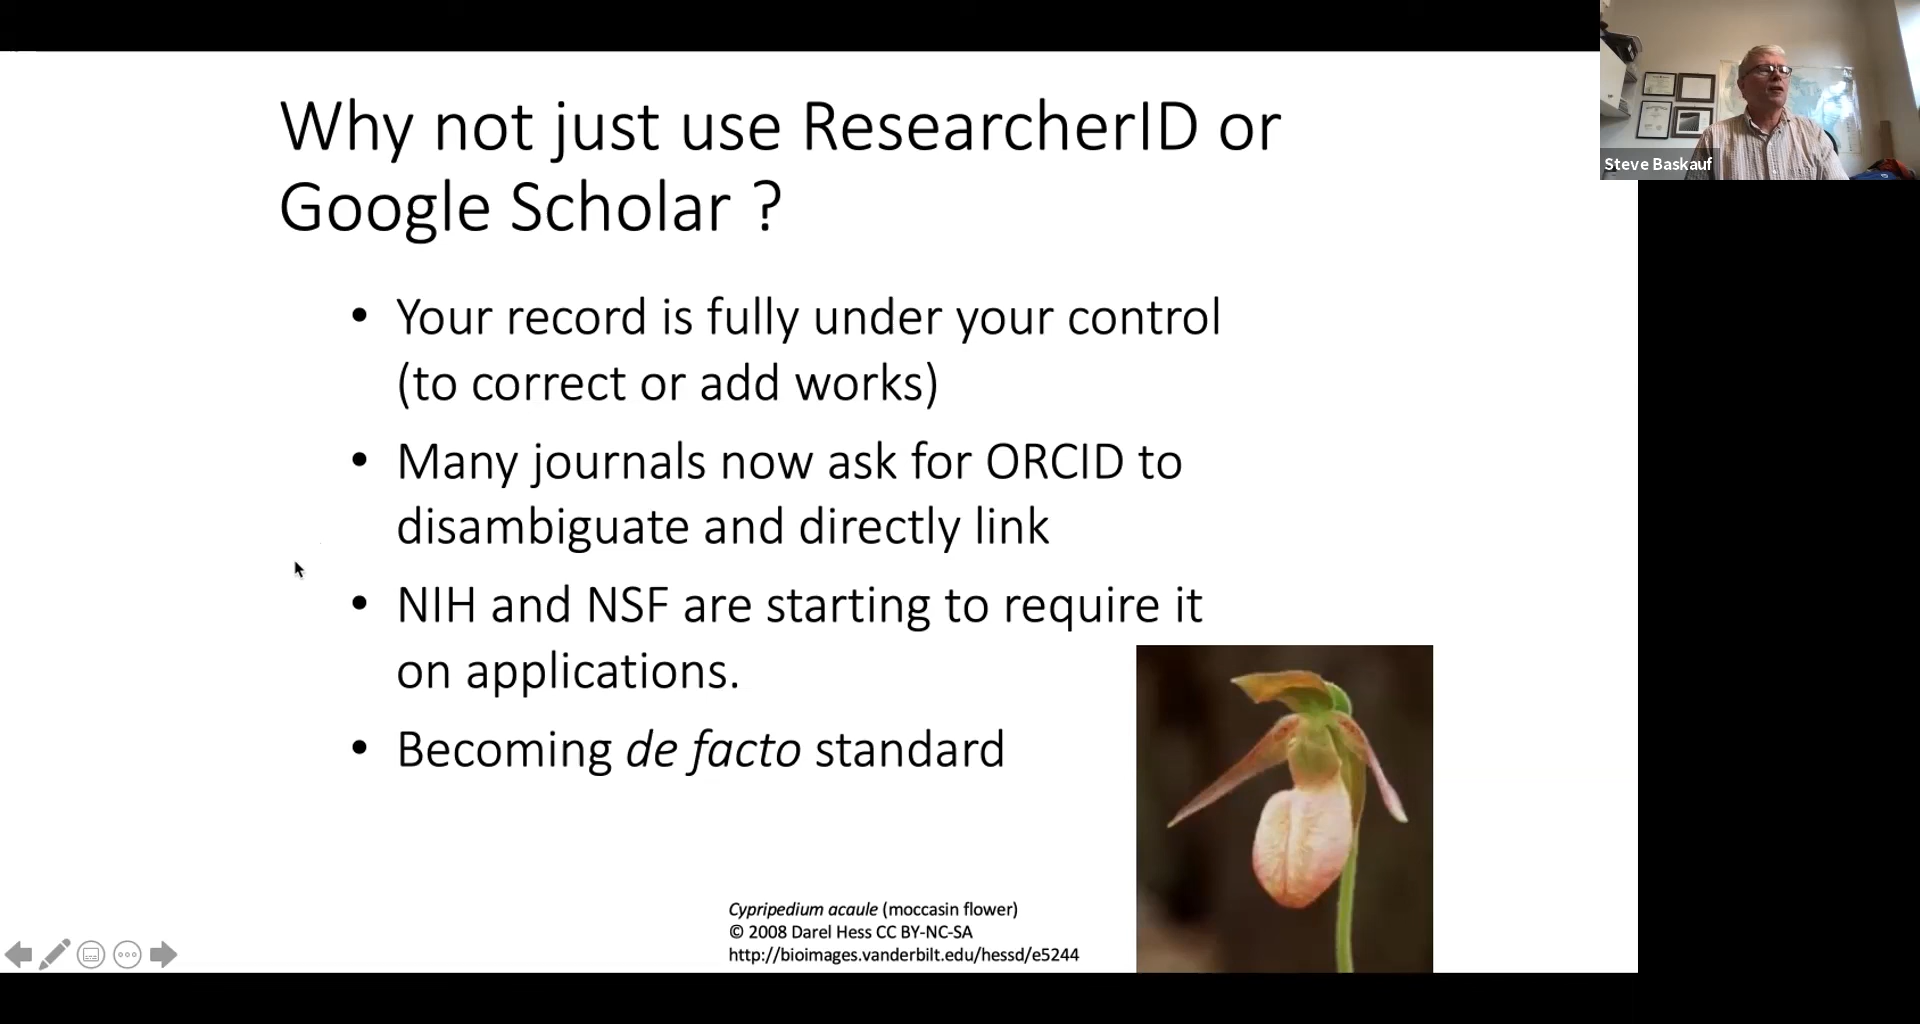 Why not just use ResearcherID or
Google Scholar ?
• Your record is fully under your control
(to correct or add works)
• Many journals now ask for ORCID to
disambiguate and directly link
• NIH and NSF are starting to require it
on applications.
• Becoming de facto standard
Cypripedium acaule (moccasin flower)
© 2008 Darel Hess CC BY-NC-SA
http://bioimages.vanderbilt.edu/hessd/e5244
Steve Baskauf